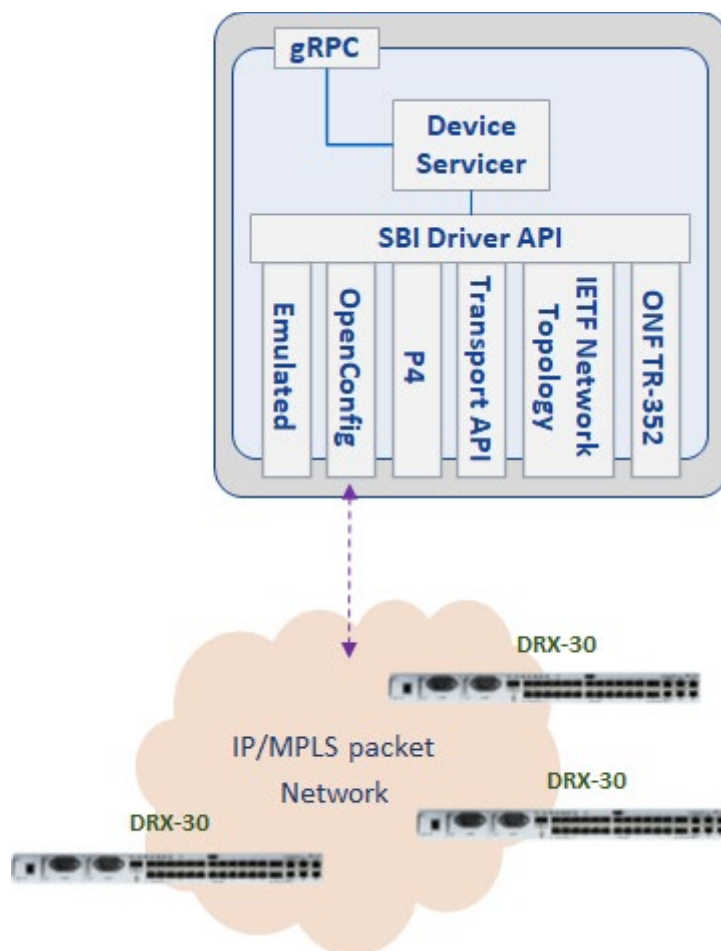 gRPC
Device
Servicer
SBI Driver API
Emulated
OpenConfig
P4
Transport API
IETF Network
Topology
ONF TR-352
DRX-30
IP/MPLS packet
Network
DRX-30
DRX-30